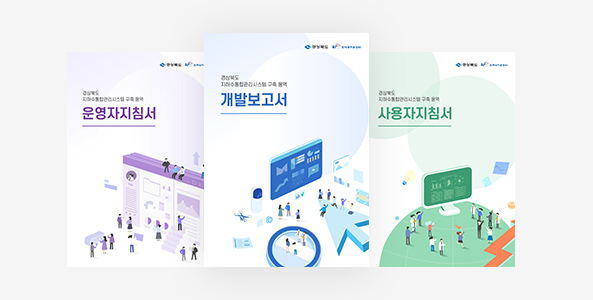 경상북도
경상북도
지하수통합관리시스템 구축 용역
운영자지침서
경상북도
경상북도
지하수통합관리시스템 구축 용역
개발보고서
경상북도
경상북도
지하수통합관리시스템 구축 용역
사용자지침서